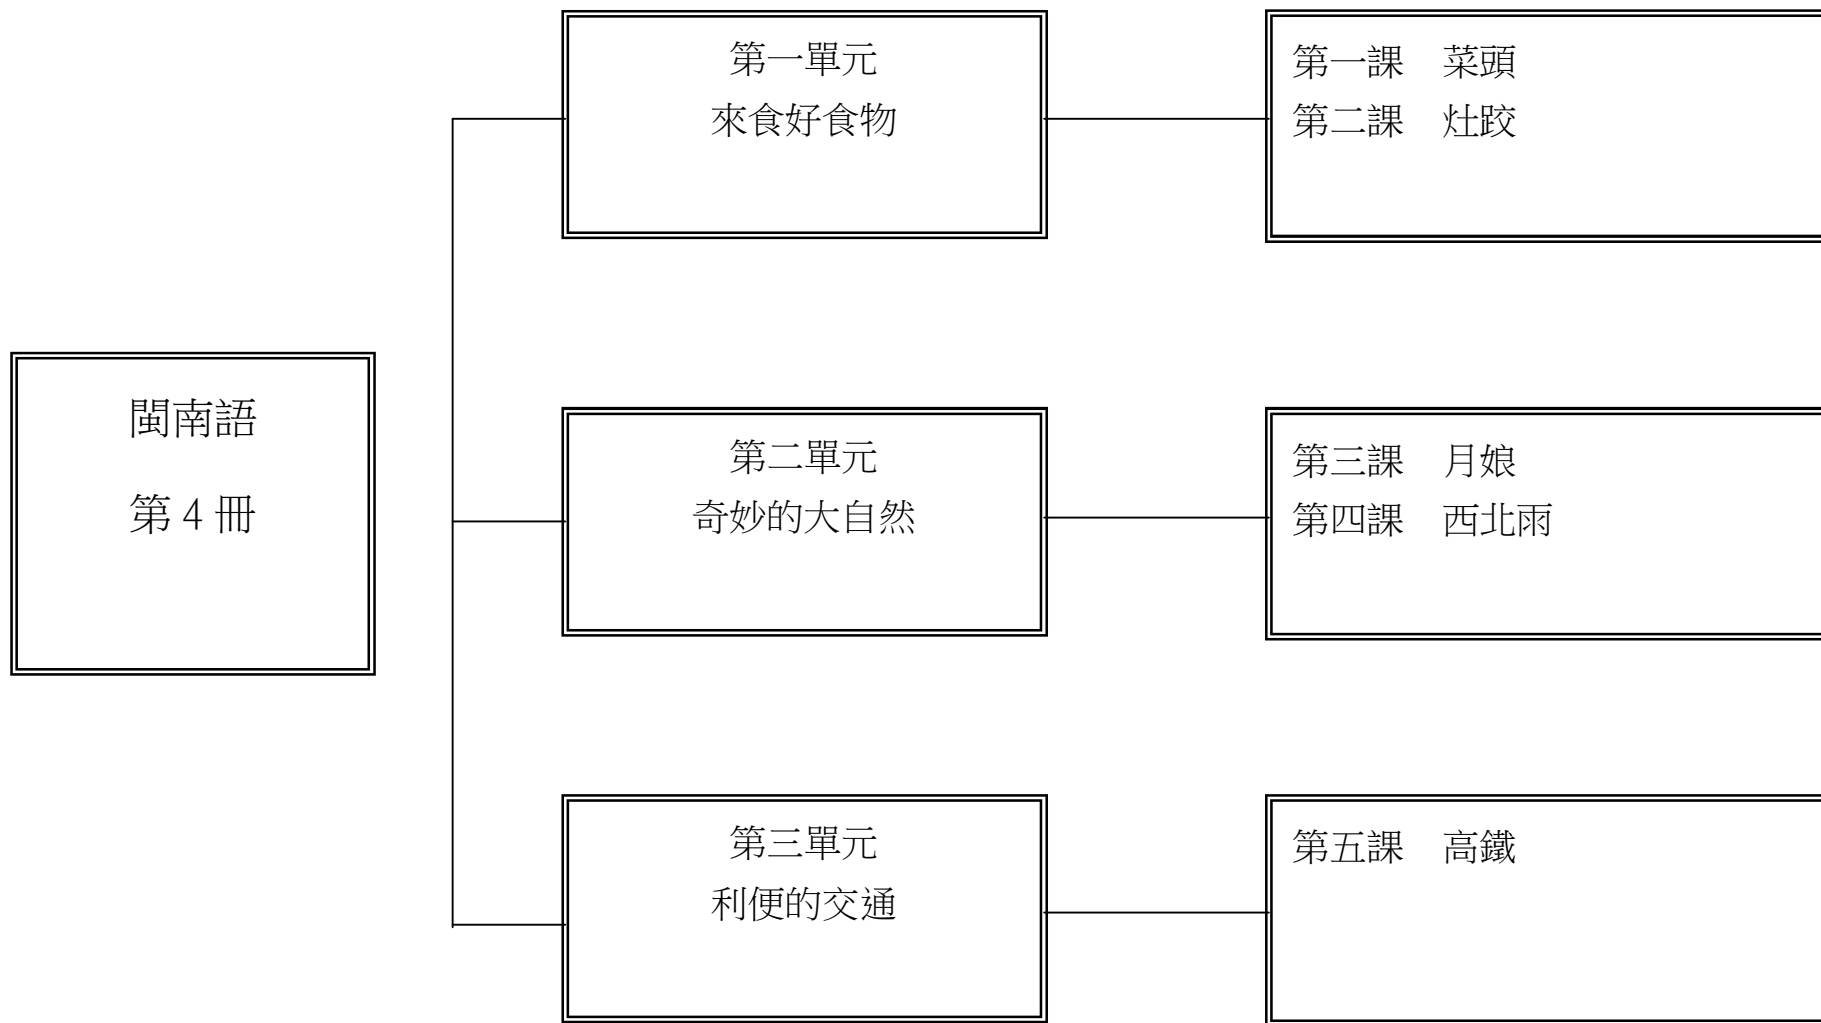 閩南語
第 4 冊
第一單元
來食好食物
第一課　菜頭
第二課　灶跤
第二單元
奇妙的大自然
第三課　月娘
第四課　西北雨
第三單元
利便的交通
第五課　高鐵